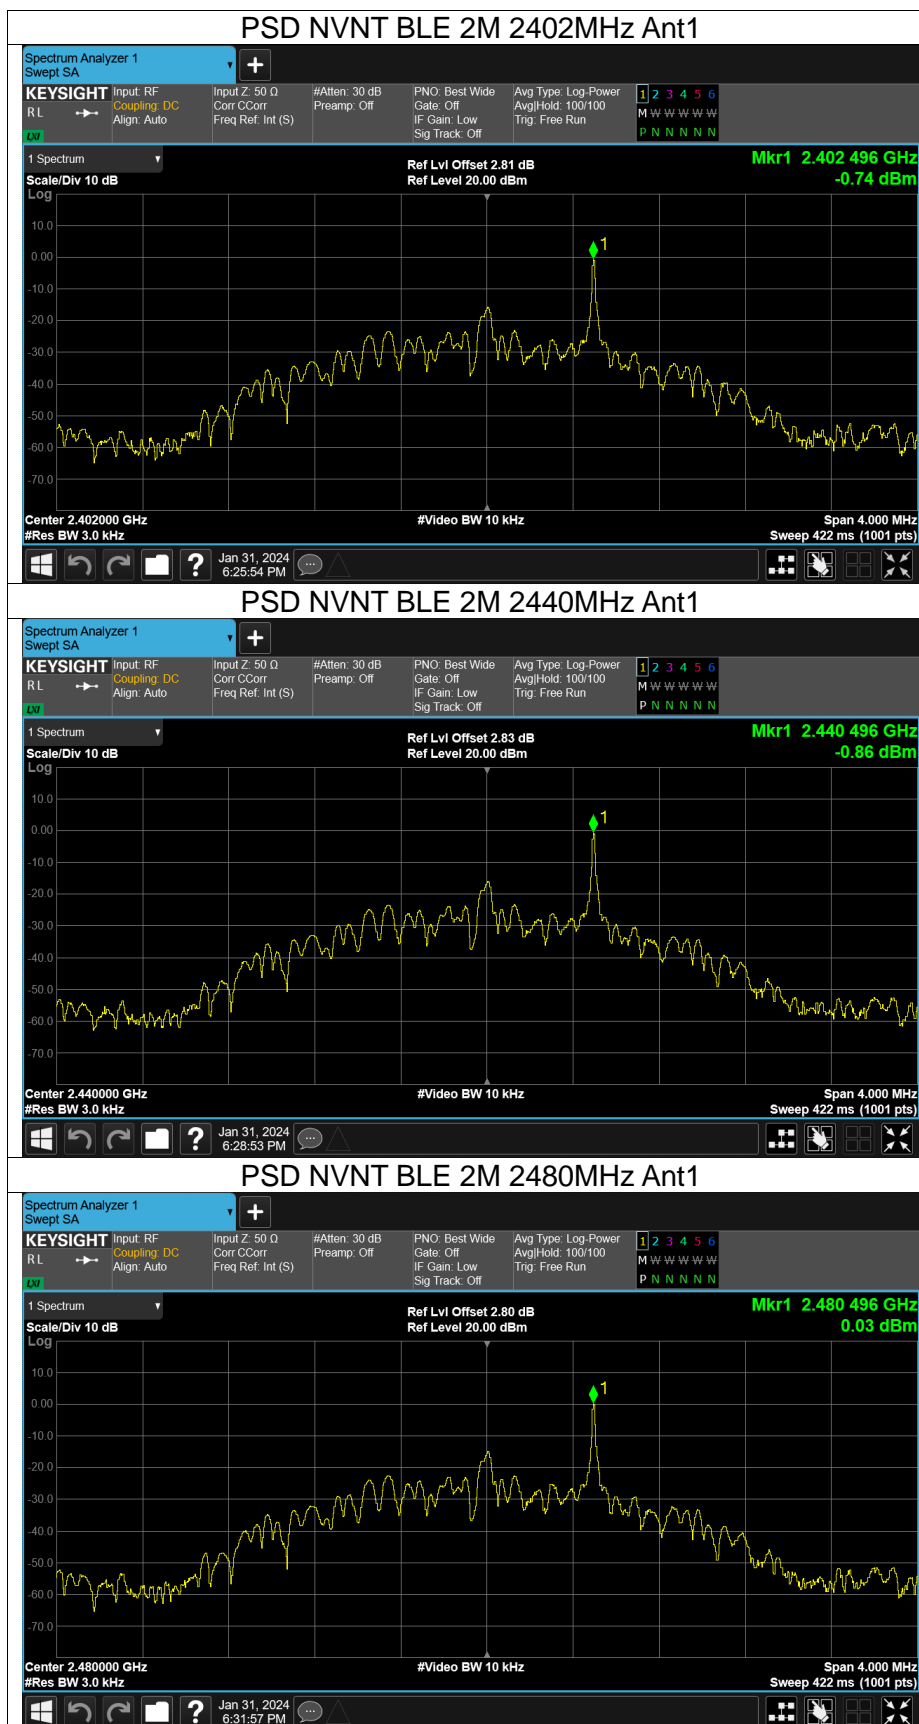 PSD NVNT BLE 2M 2402MHz Ant1
Spectrum Analyzer 1
Swept SA
KEYSIGHT Input: RF Input Z: 50 Ω #Atten: 30 dB PNO: Best Wide Avg Type: Log-Power 1 2 3 4 5 6
R L Coupling: DC Corr CCorr Preamp: Off Gate: Off Avg|Hold: 100/100 M W W W W W
Align: Auto Freq Ref: Int (S) IF Gain: Low Trig: Free Run
LXI Sig Track: Off P N N N N N
1 Spectrum Ref Lvl Offset 2.81 dB Mkr1 2.402 496 GHz
Scale/Div 10 dB Ref Level 20.00 dBm -0.74 dBm
Log
10.0
1
0.00
-10.0
-20.0
-30.0
-40.0
-50.0
-60.0
-70.0
Center 2.402000 GHz #Video BW 10 kHz Span 4.000 MHz
#Res BW 3.0 kHz Sweep 422 ms (1001 pts)
? Jan 31, 2024
6:25:54 PM
PSD NVNT BLE 2M 2440MHz Ant1
Spectrum Analyzer 1
Swept SA
KEYSIGHT Input: RF Input Z: 50 Ω #Atten: 30 dB PNO: Best Wide Avg Type: Log-Power 1 2 3 4 5 6
R L Coupling: DC Corr CCorr Preamp: Off Gate: Off Avg|Hold: 100/100 M W W W W W
Align: Auto Freq Ref: Int (S) IF Gain: Low Trig: Free Run
LXI Sig Track: Off P N N N N N
1 Spectrum Ref Lvl Offset 2.83 dB Mkr1 2.440 496 GHz
Scale/Div 10 dB Ref Level 20.00 dBm -0.86 dBm
Log
10.0
1
0.00
-10.0
-20.0
-30.0
-40.0
-50.0
-60.0
-70.0
Center 2.440000 GHz #Video BW 10 kHz Span 4.000 MHz
#Res BW 3.0 kHz Sweep 422 ms (1001 pts)
? Jan 31, 2024
6:28:53 PM
PSD NVNT BLE 2M 2480MHz Ant1
Spectrum Analyzer 1
Swept SA
KEYSIGHT Input: RF Input Z: 50 Ω #Atten: 30 dB PNO: Best Wide Avg Type: Log-Power 1 2 3 4 5 6
R L Coupling: DC Corr CCorr Preamp: Off Gate: Off Avg|Hold: 100/100 M W W W W W
Align: Auto Freq Ref: Int (S) IF Gain: Low Trig: Free Run
LXI Sig Track: Off P N N N N N
1 Spectrum Ref Lvl Offset 2.80 dB Mkr1 2.480 496 GHz
Scale/Div 10 dB Ref Level 20.00 dBm 0.03 dBm
Log
10.0
1
0.00
-10.0
-20.0
-30.0
-40.0
-50.0
-60.0
-70.0
Center 2.480000 GHz #Video BW 10 kHz Span 4.000 MHz
#Res BW 3.0 kHz Sweep 422 ms (1001 pts)
? Jan 31, 2024
6:31:57 PM